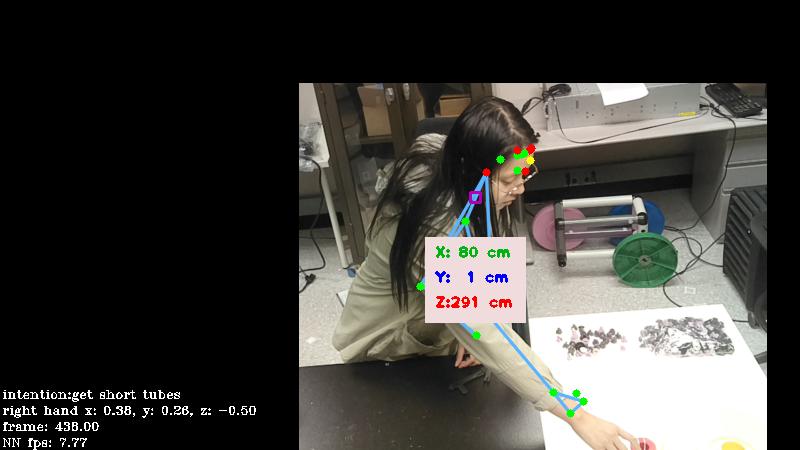 X: 80 cm
Y: 1 cm
Z:291 cm
intention:get short tubes
right hand x: 0.38, y: 0.26, z: -0.50
frame: 438.00
NN fps: 7.77